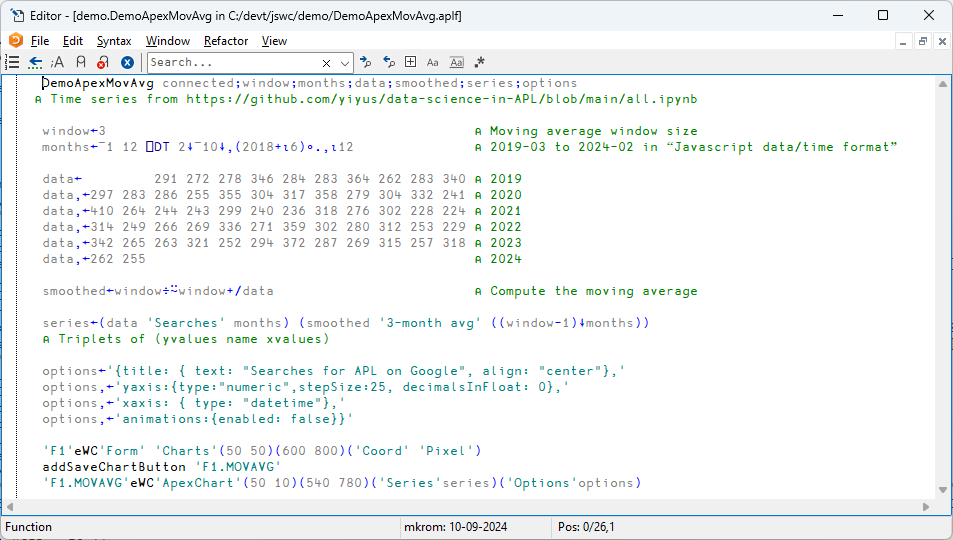 Editor - [demo.DemoApexMovAvg in C:/devt/jswc/demo/DemoApexMovAvg.aplf]
File Edit Syntax Window Refactor View
Search...
DemoApexMovAvg connected;window;months;data;smoothed;series;options
⍝ Time series from https://github.com/yiyus/data-science-in-APL/blob/main/all.ipynb
window←3 ⍝ Moving average window size
months←¯1 12 ⎕DT 2↓¯10↓,(2018+⍳6)∘.,⍳12 ⍝ 2019-03 to 2024-02 in “Javascript data/time format”
data← 291 272 278 346 284 283 364 262 283 340 ⍝ 2019
data,←297 283 286 255 355 304 317 358 279 304 332 241 ⍝ 2020
data,←410 264 244 243 299 240 236 318 276 302 228 224 ⍝ 2021
data,←314 249 266 269 336 271 359 302 280 312 253 229 ⍝ 2022
data,←342 265 263 321 252 294 372 287 269 315 257 318 ⍝ 2023
data,←262 255 ⍝ 2024
smoothed←window÷⍨window+/data ⍝ Compute the moving average
series←(data 'Searches' months) (smoothed '3-month avg' ((window-1)↓months))
⍝ Triplets of (yvalues name xvalues)
options←'{title: { text: "Searches for APL on Google", align: "center"},'
options,←'yaxis:{type:"numeric",stepSize:25, decimalsInFloat: 0},'
options,←'xaxis: { type: "datetime"},'
options,←'animations:{enabled: false}}'
'F1'eWC'Form' 'Charts'(50 50)(600 800)('Coord' 'Pixel')
addSaveChartButton 'F1.MOVAVG'
'F1.MOVAVG'eWC'ApexChart'(50 10)(540 780)('Series'series)('Options'options)
Function mkrom: 10-09-2024 Pos: 0/26,1